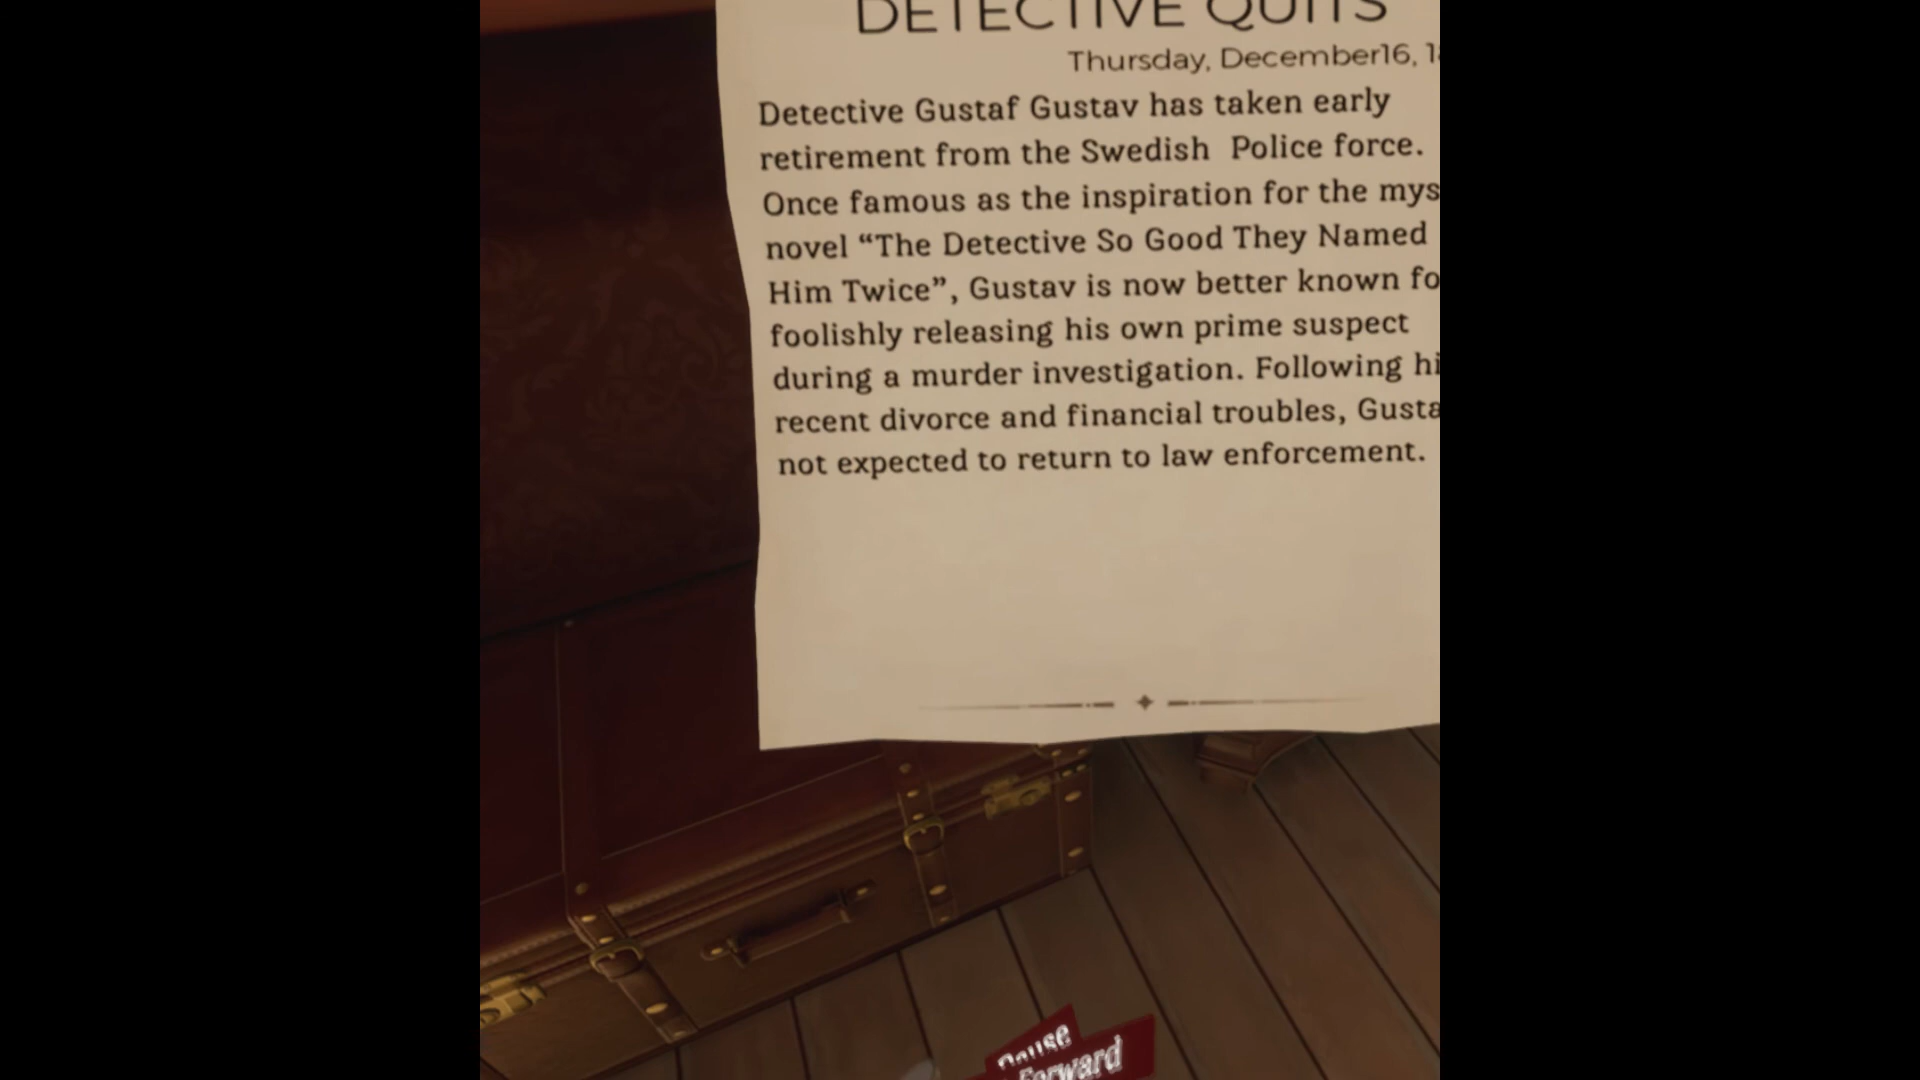 DETECTIVE QUITS
Thursday, December16, 1
Detective Gustaf Gustav has taken early
retirement from the Swedish Police force.
Once famous as the inspiration for the mys
novel “The Detective So Good They Named
Him Twice”, Gustav is now better known fo
foolishly releasing his own prime suspect
during a murder investigation. Following hi
recent divorce and financial troubles, Gusta
not expected to return to law enforcement.
Pause
Forward